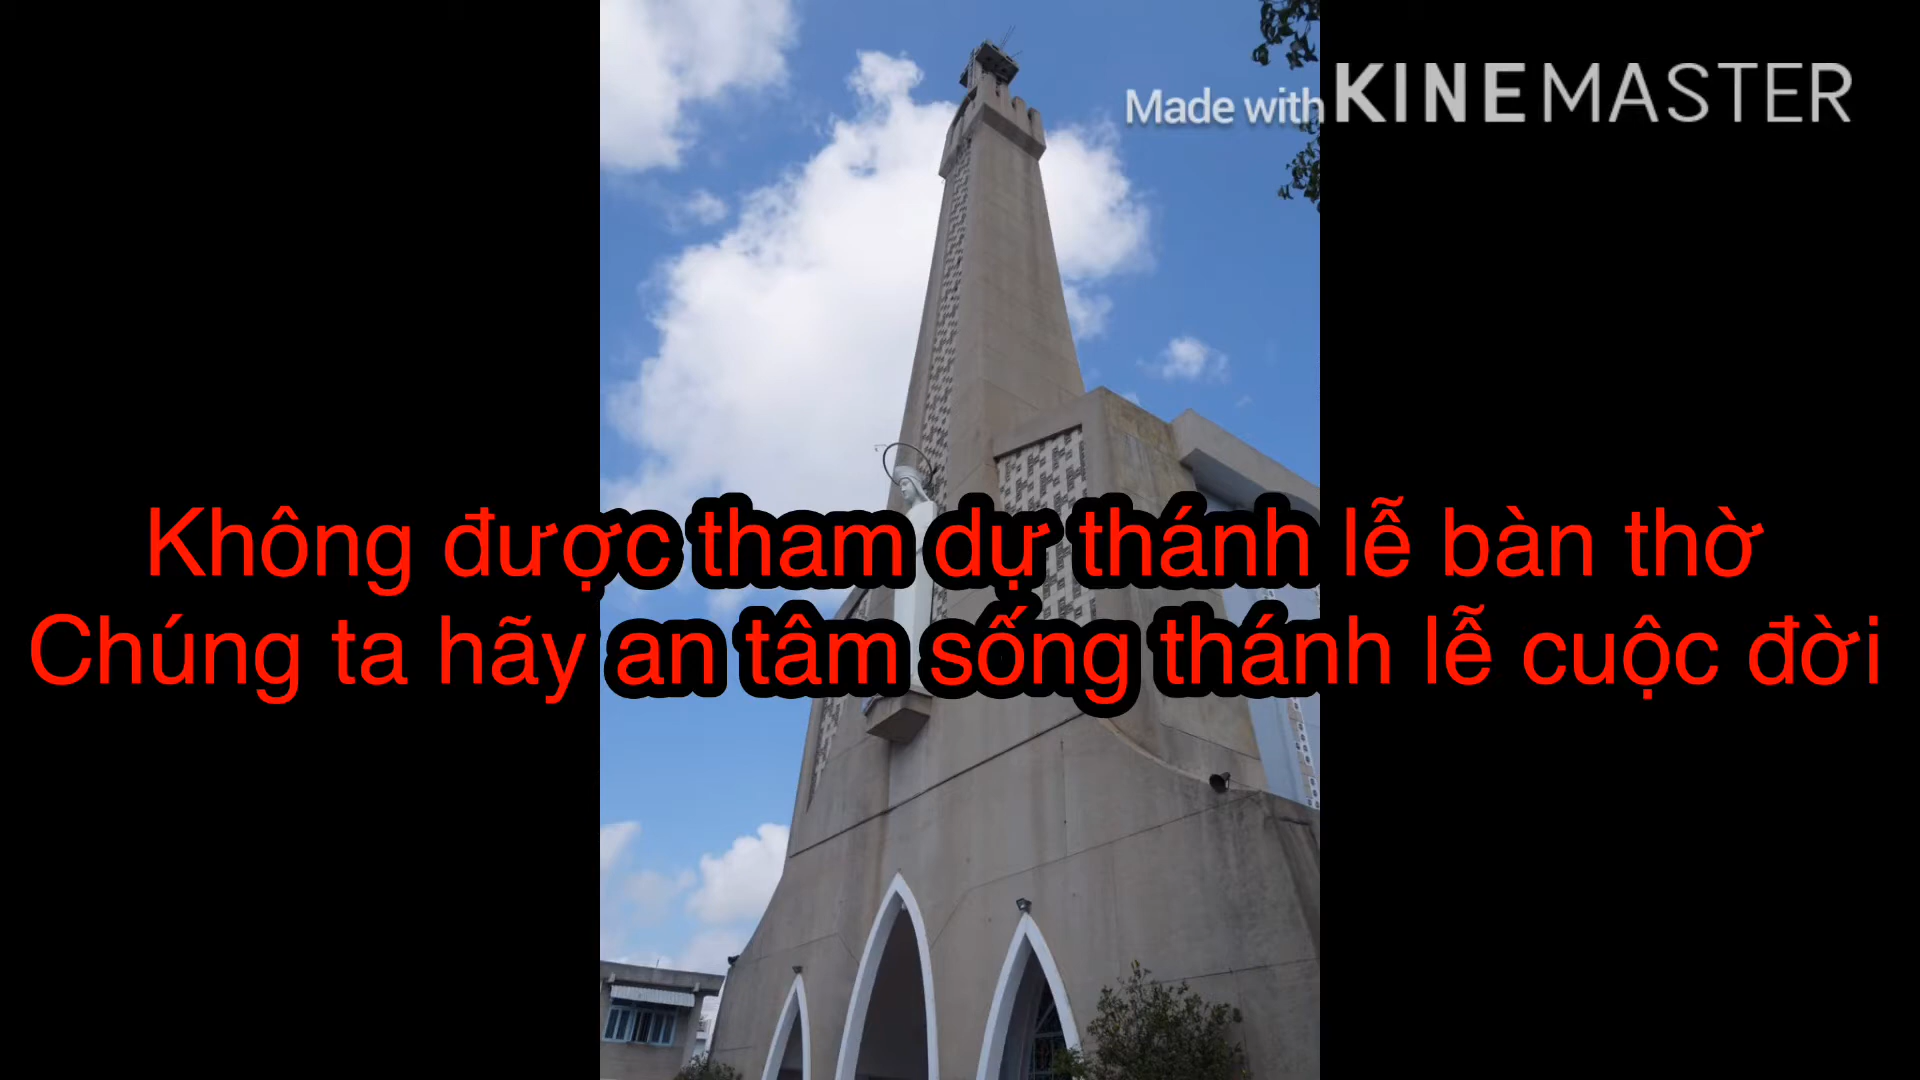 Made with KINEMASTER
Không được tham dự thánh lễ bàn thờ
Chúng ta hãy an tâm sống thánh lễ cuộc đời